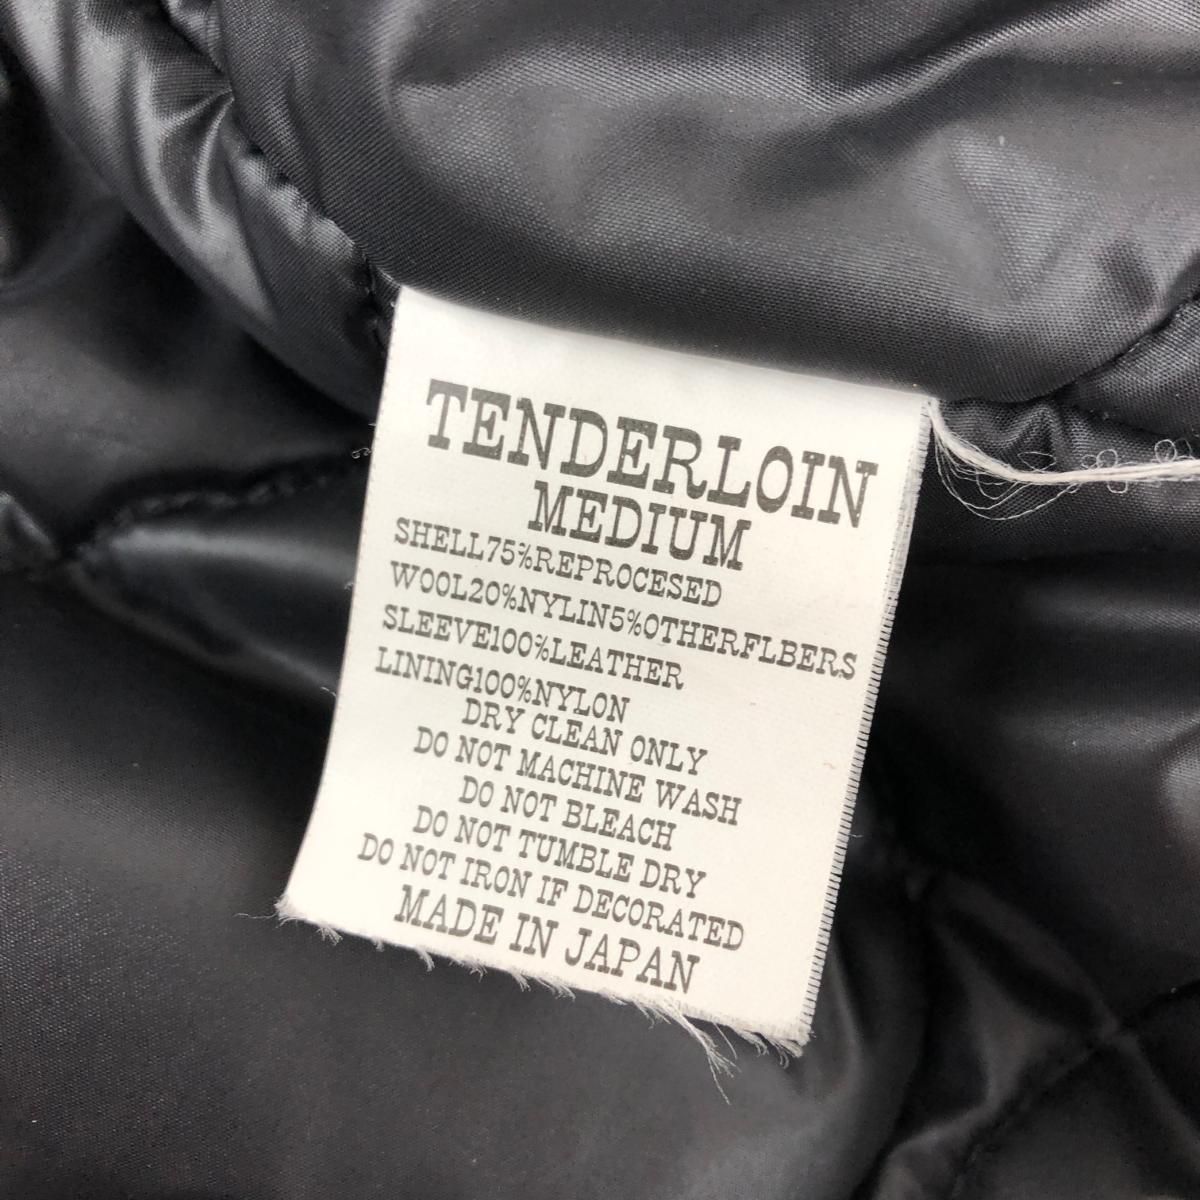 TENDERLOIN
MEDIUM
SHELL75%REPROCESED
WOOL20%NYLIN5%OTHERFLBERS
SLEEVE100%LEATHER
LINING100%NYLON
DRY CLEAN ONLY
DO NOT MACHINE WASH
DO NOT BLEACH
DO NOT TUMBLE DRY
DO NOT IRON IF DECORATED
MADE IN JAPAN